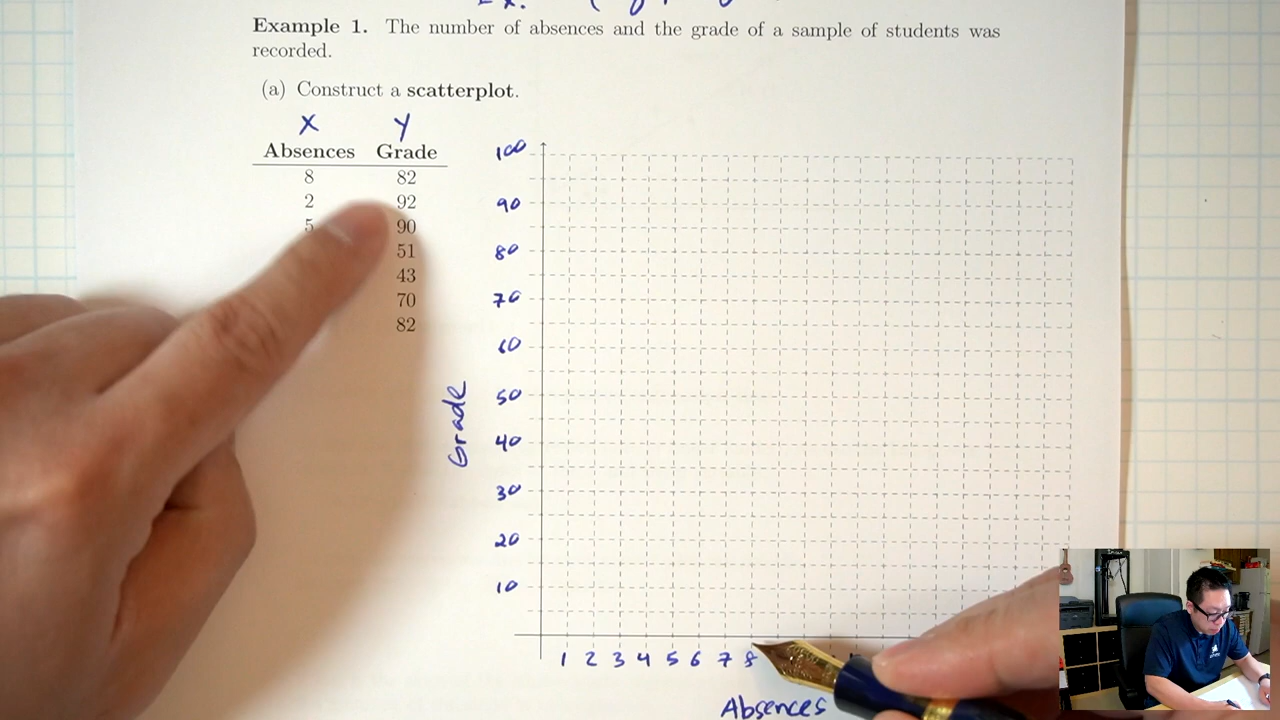 Ex.
Example 1. The number of absences and the grade of a sample of students was
recorded.
(a) Construct a scatterplot.
X Y
Absences Grade
8 82
2 92
5 90
51
43
70
82
100
90
80
70
60
50
40
30
20
10
Grade
1 2 3 4 5 6 7 8
Absences